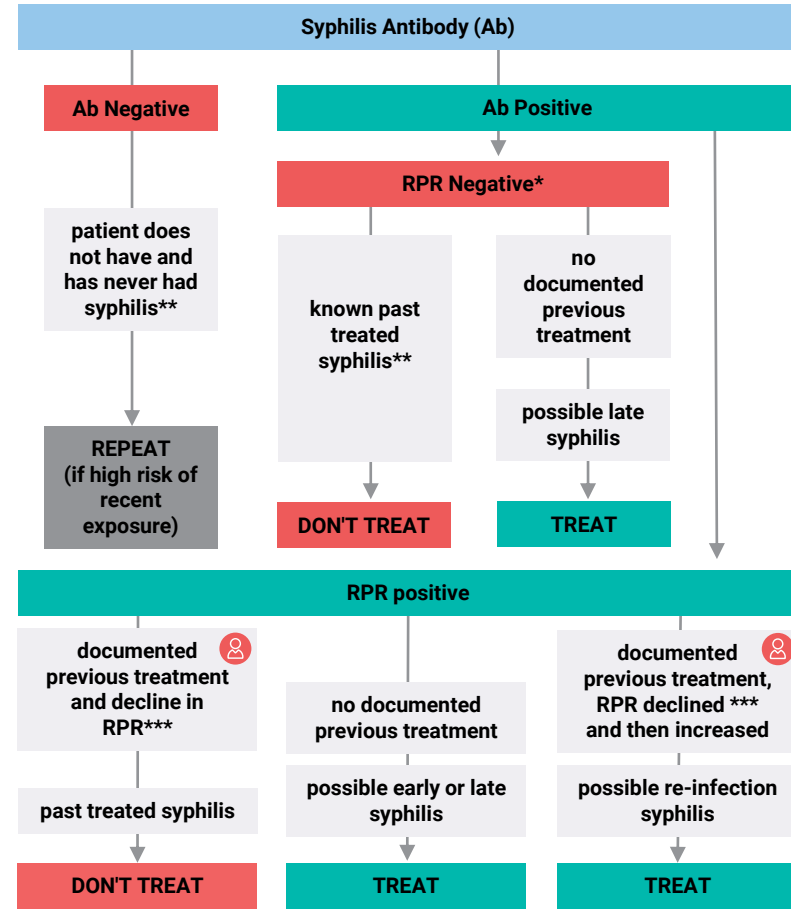 Syphilis Antibody (Ab)
Ab Negative
Ab Positive
RPR Negative*
patient does
not have and
has never had
syphilis**
known past
treated
syphilis**
no
documented
previous
treatment
possible late
syphilis
REPEAT
(if high risk of
recent
exposure)
DON'T TREAT
TREAT
RPR positive
documented
previous treatment
and decline in
RPR***
no documented
previous treatment
documented
previous treatment,
RPR declined ***
and then increased
past treated syphilis
possible early or late
syphilis
possible re-infection
syphilis
DON'T TREAT
TREAT
TREAT